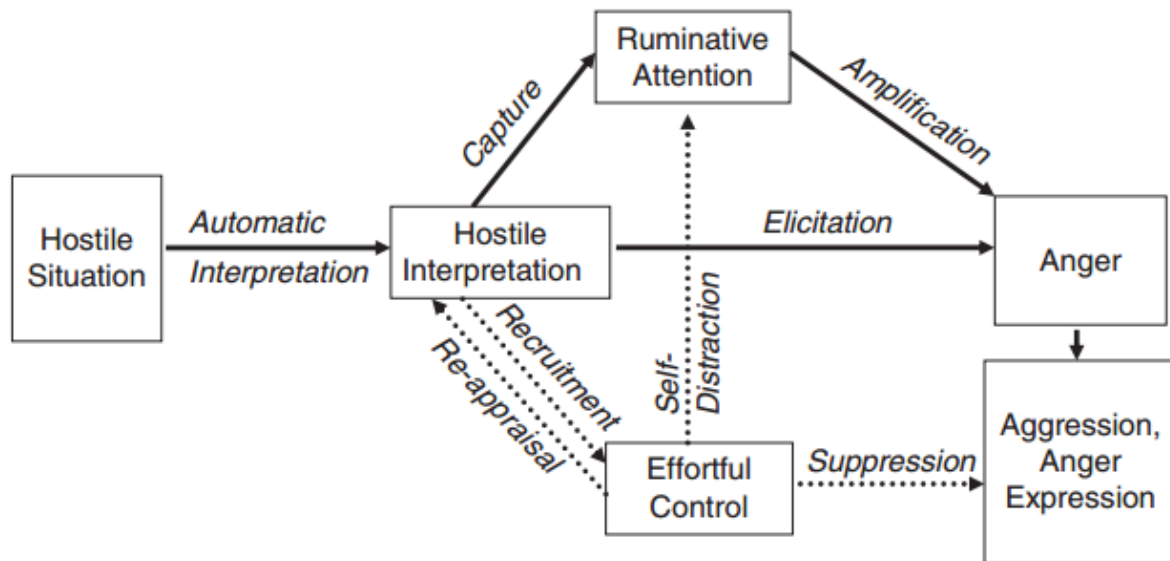 Ruminative
Attention
Capture
Amplification
Hostile
Situation
Automatic
Interpretation
Hostile
Interpretation
Elicitation
Anger
Recruitment
Re-appraisal
Self-
Distraction
Effortful
Control
Suppression
Aggression,
Anger
Expression